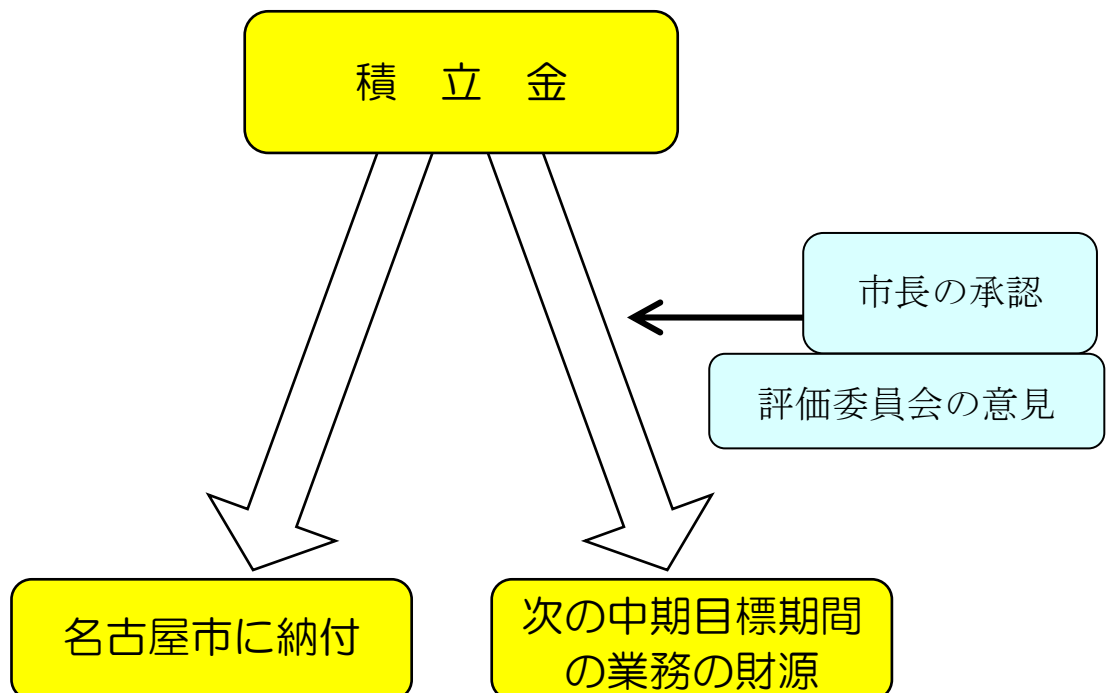 積 立 金
市長の承認
評価委員会の意見
名古屋市に納付
次の中期目標期間
の業務の財源